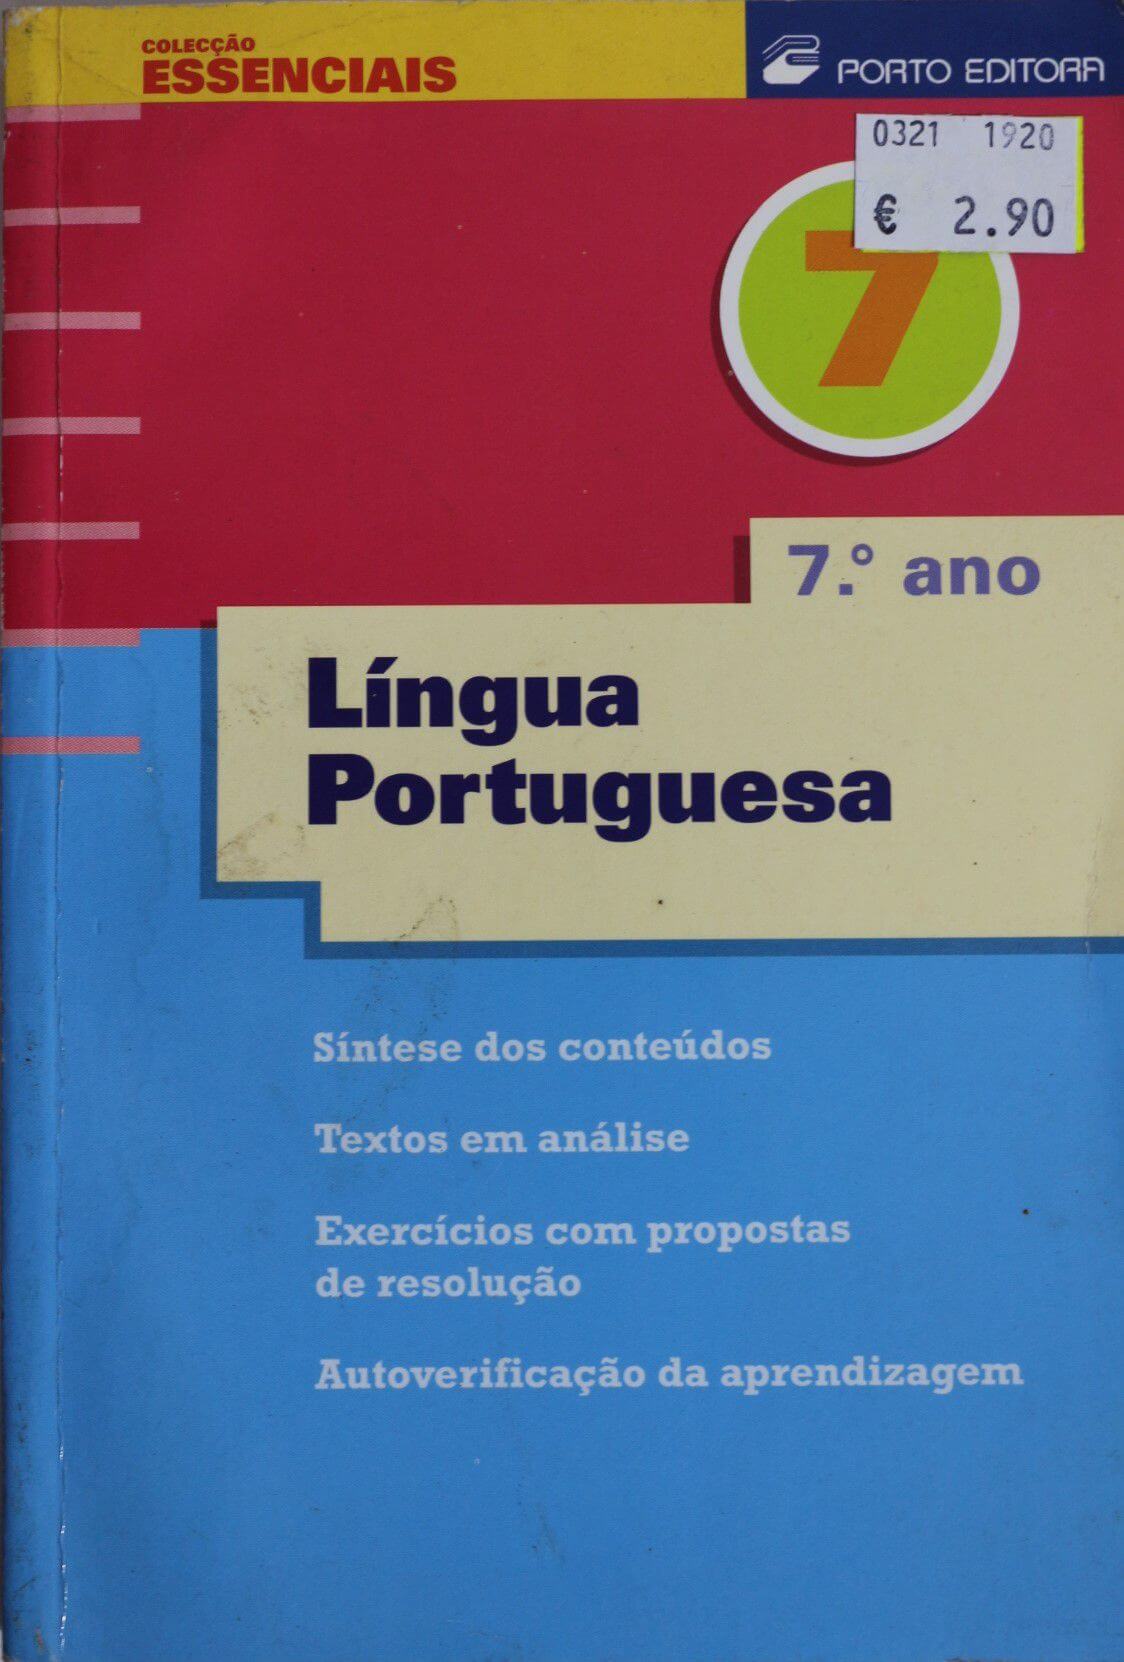 COLECÇÃO
ESSENCIAIS
PORTO EDITORA
0321 1920
€ 2.90
7
7.º ano
Língua
Portuguesa
Síntese dos conteúdos
Textos em análise
Exercícios com propostas
de resolução
Autoverificação da aprendizagem